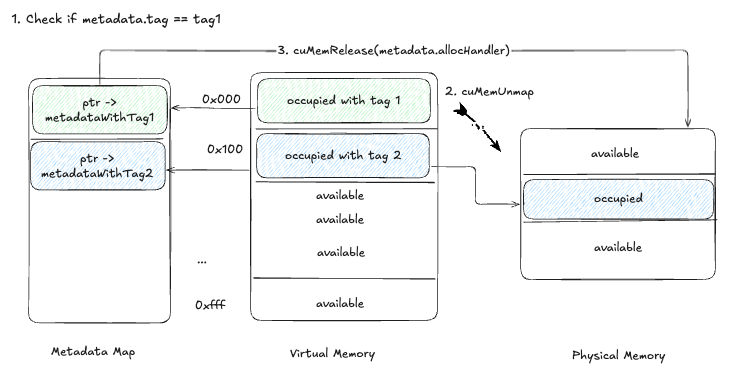 1. Check if metadata.tag == tag1
3. cuMemRelease(metadata.allocHandler)
ptr ->
metadataWithTag1
0x000
occupied with tag 1
2. cuMemUnmap
ptr ->
metadataWithTag2
0x100
occupied with tag 2
available
available
available
...
0xfff
available
available
occupied
available
Metadata Map
Virtual Memory
Physical Memory